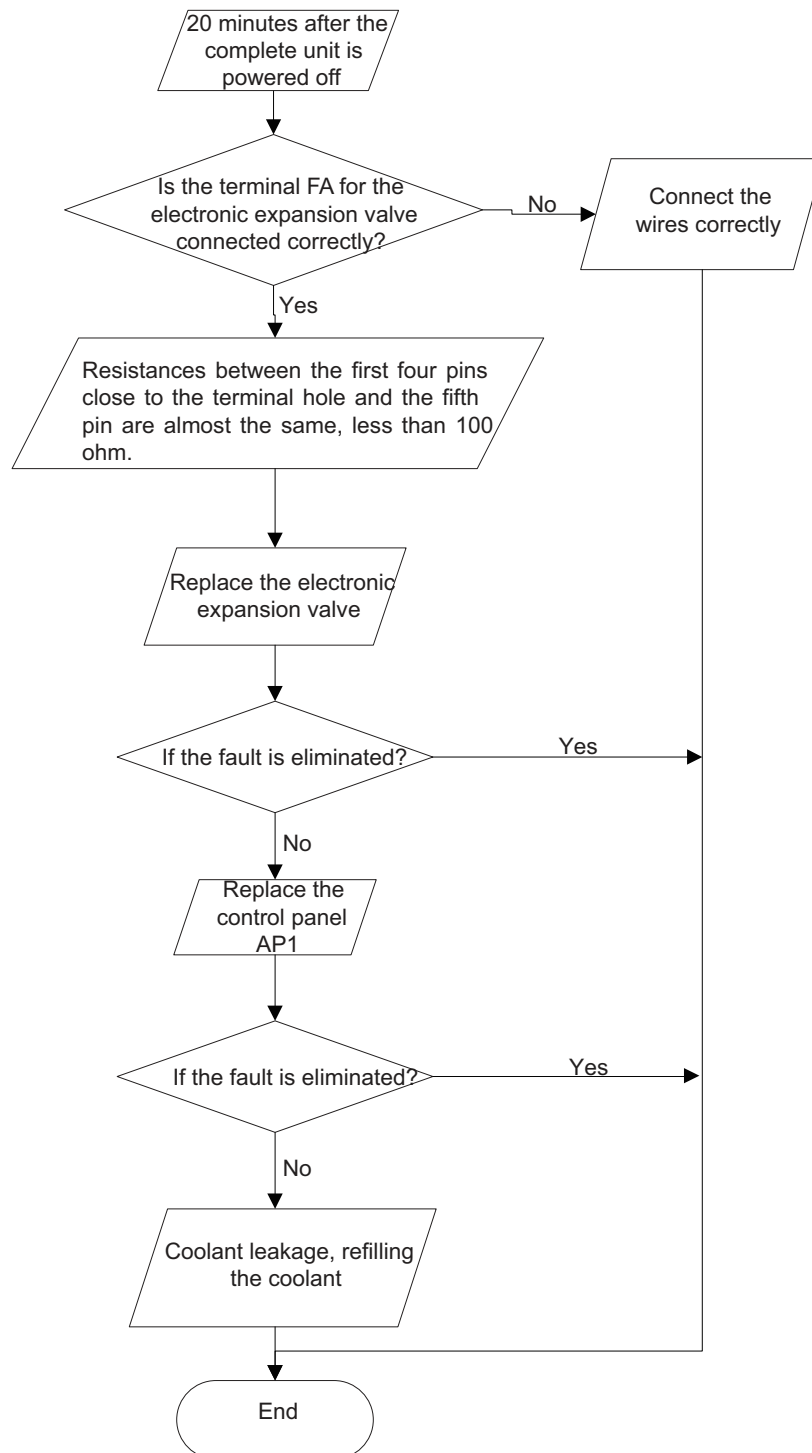 20 minutes after the
complete unit is
powered off
Is the terminal FA for the
electronic expansion valve
connected correctly?
No
Connect the
wires correctly
Yes
Resistances between the first four pins
close to the terminal hole and the fifth
pin are almost the same, less than 100
ohm.
Replace the electronic
expansion valve
If the fault is eliminated?
Yes
No
Replace the
control panel
AP1
If the fault is eliminated?
Yes
No
Coolant leakage, refilling
the coolant
End